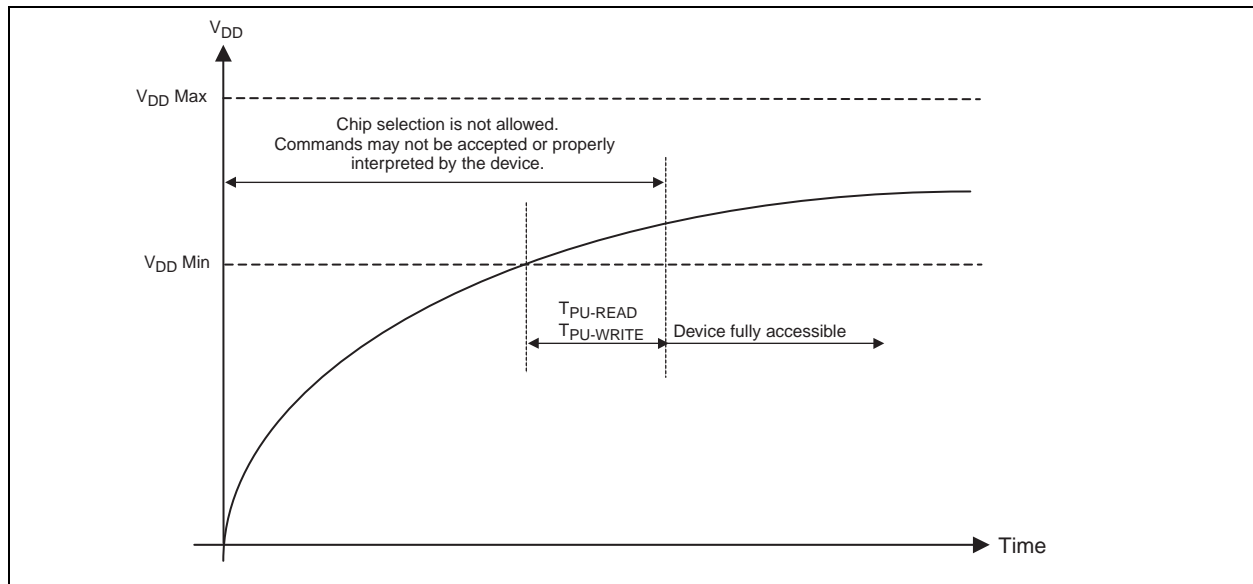 VDD
VDD Max
Chip selection is not allowed.
Commands may not be accepted or properly
interpreted by the device.
VDD Min
TPU-READ
TPU-WRITE
Device fully accessible
Time